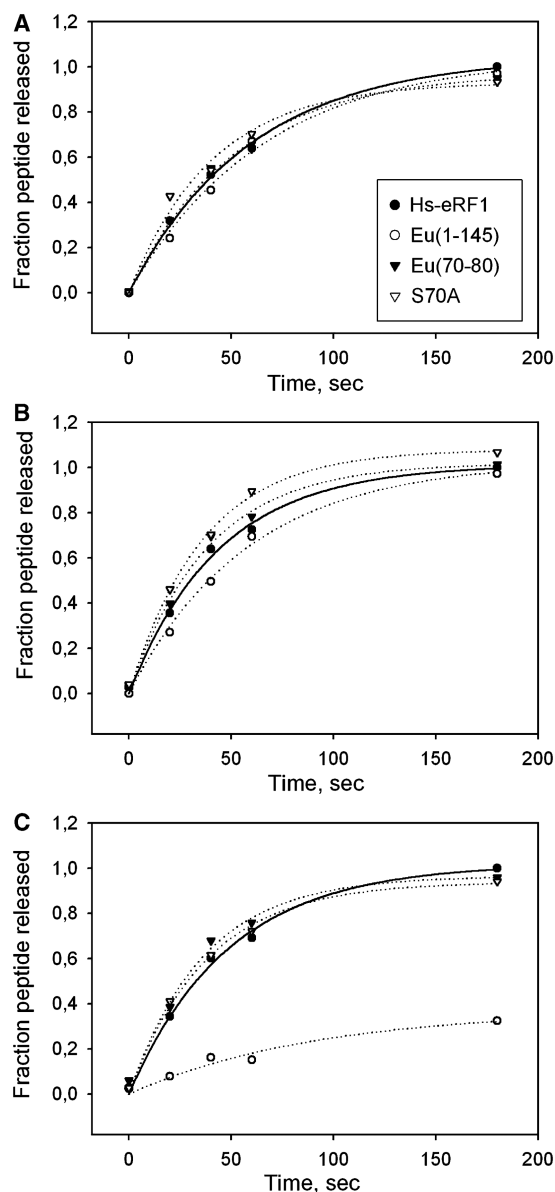 A
Fraction peptide released
1,2
1,0
0,8
0,6
0,4
0,2
0,0
Hs-eRF1
Eu(1-145)
Eu(70-80)
S70A
0
50
100
150
200
Time, sec
B
Fraction peptide released
1,2
1,0
0,8
0,6
0,4
0,2
0,0
0
50
100
150
200
Time, sec
C
Fraction peptide released
1,2
1,0
0,8
0,6
0,4
0,2
0,0
0
50
100
150
200
Time, sec